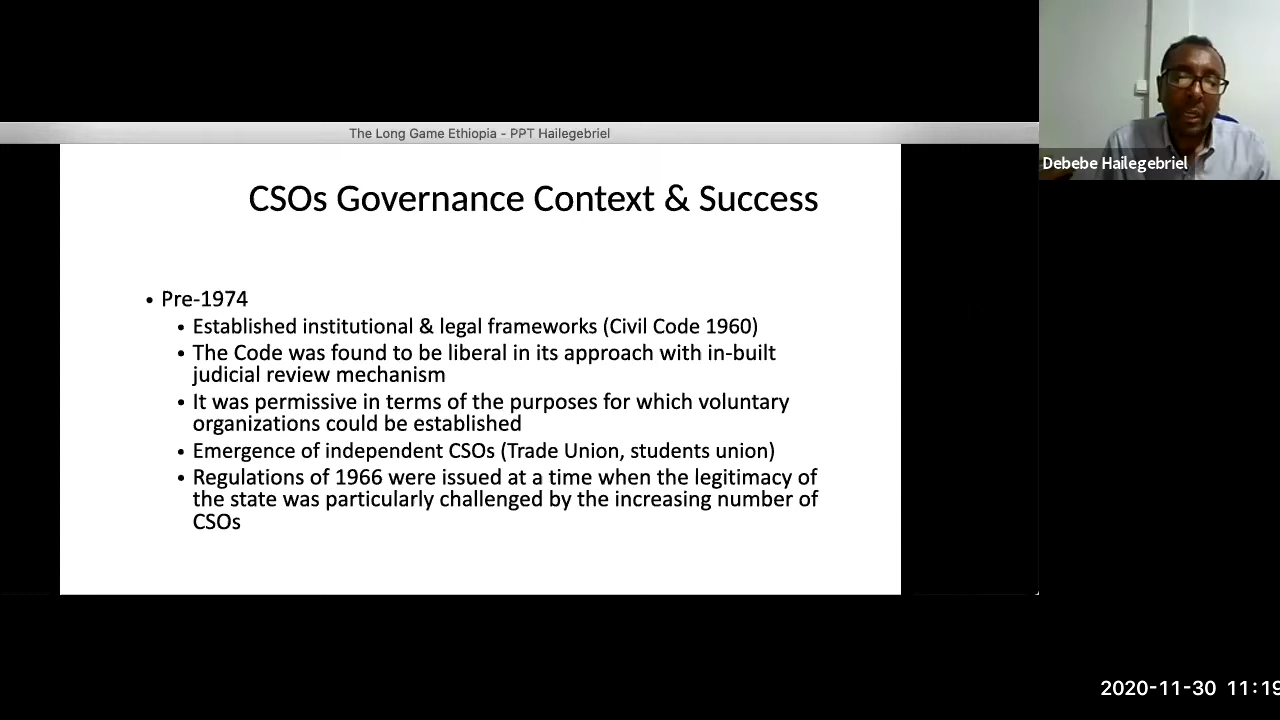 The Long Game Ethiopia - PPT Hailegebriel
Debebe Hailegebriel
CSOs Governance Context & Success
• Pre-1974
• Established institutional & legal frameworks (Civil Code 1960)
• The Code was found to be liberal in its approach with in-built
judicial review mechanism
• It was permissive in terms of the purposes for which voluntary
organizations could be established
• Emergence of independent CSOs (Trade Union, students union)
• Regulations of 1966 were issued at a time when the legitimacy of
the state was particularly challenged by the increasing number of
CSOs
2020-11-30 11:19